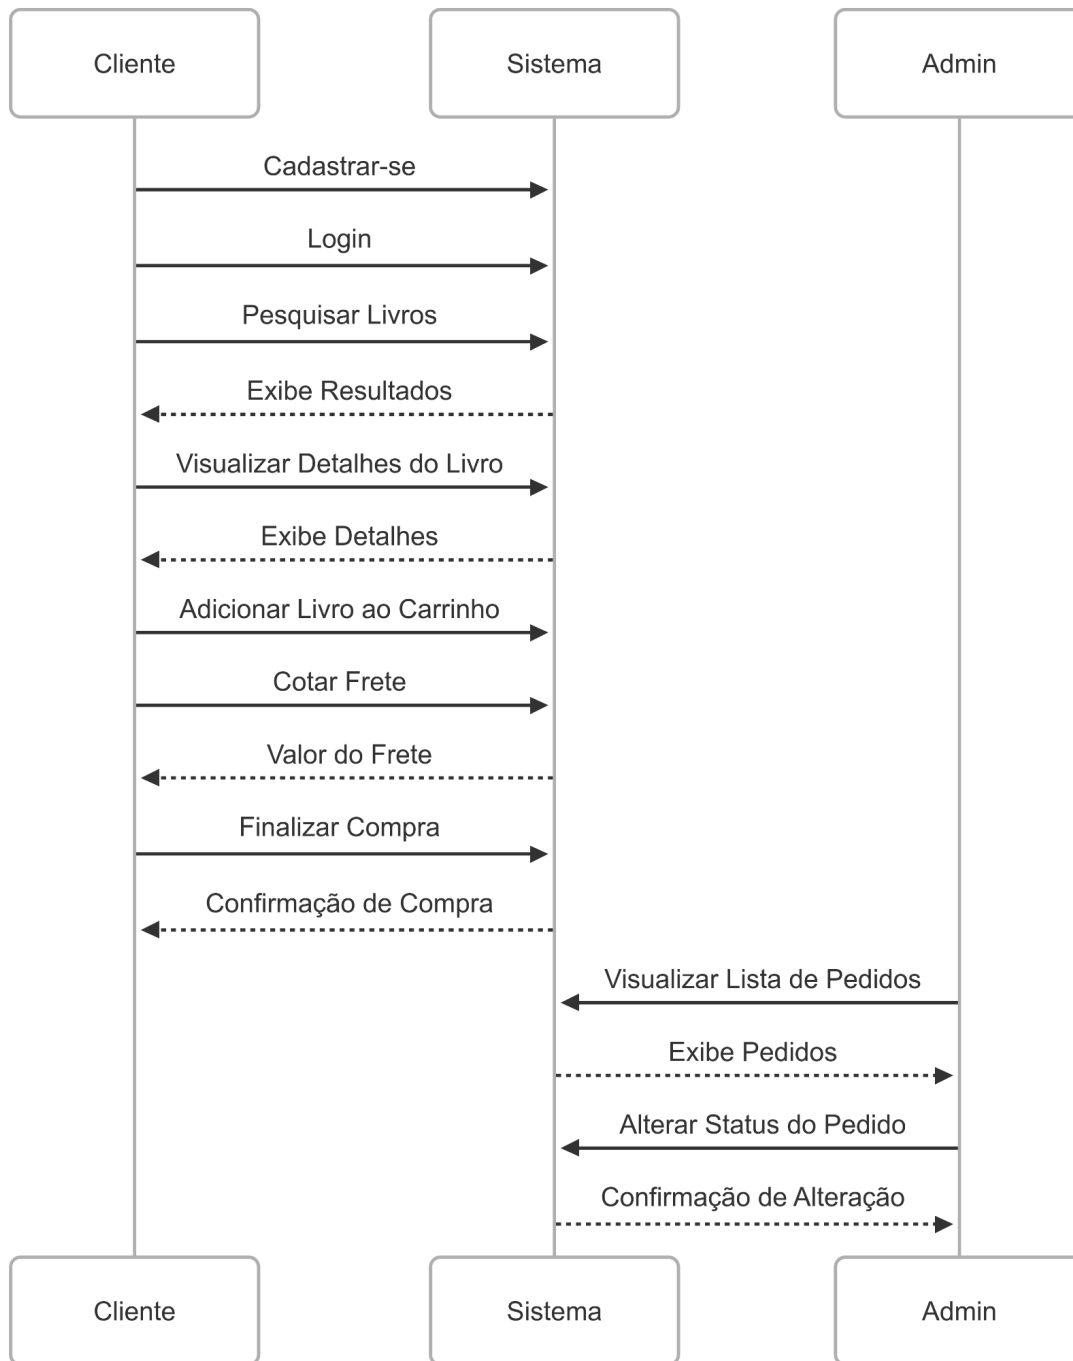 Cliente
Sistema
Admin
Cadastrar-se
Login
Pesquisar Livros
Exibe Resultados
Visualizar Detalhes do Livro
Exibe Detalhes
Adicionar Livro ao Carrinho
Cotar Frete
Valor do Frete
Finalizar Compra
Confirmação de Compra
Visualizar Lista de Pedidos
Exibe Pedidos
Alterar Status do Pedido
Confirmação de Alteração
Cliente
Sistema
Admin